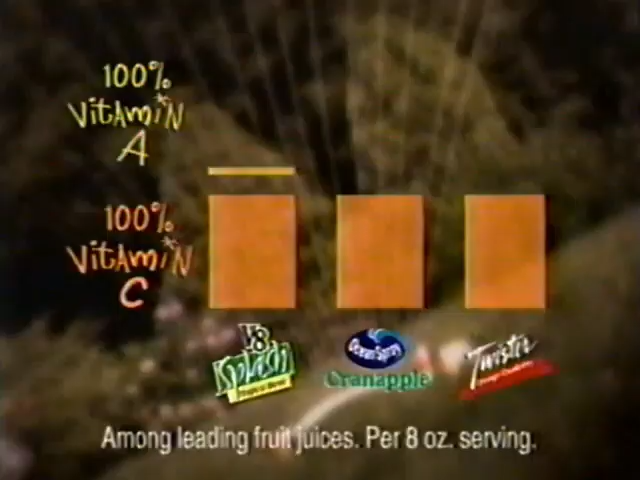 100%
VitAmiN
A
100%
VitAmiN*
C
V8
Splash
Ocean Spray
Cranapple
Twister
Among leading fruit juices. Per 8 oz. serving.